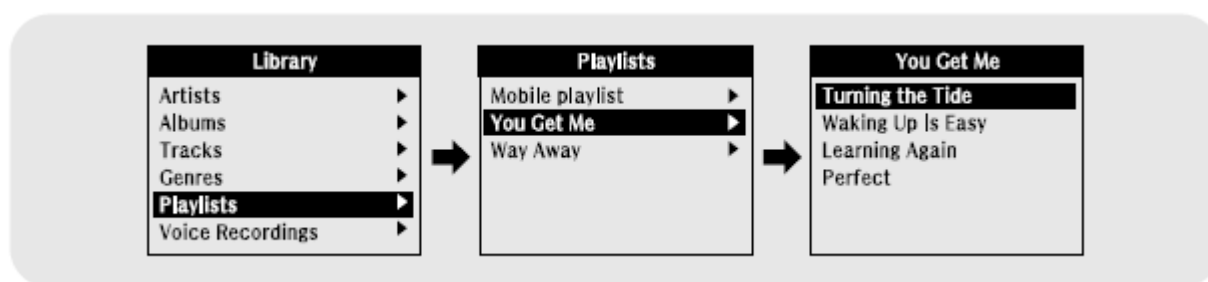 Library
Artists
Albums
Tracks
Genres
Playlists
Voice Recordings
Playlists
Mobile playlist
You Get Me
Way Away
You Get Me
Turning the Tide
Waking Up Is Easy
Learning Again
Perfect